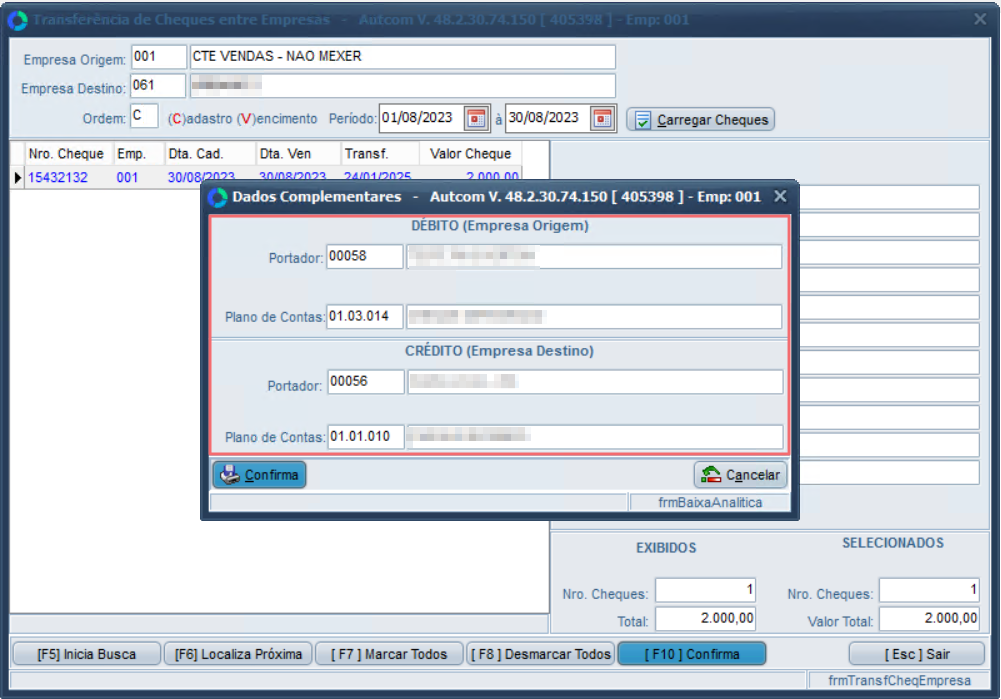 Transferência de Cheques entre Empresas - Autcom V. 48.2.30.74.150 [ 405398 ] - Emp: 001
Empresa Origem: 001 CTE VENDAS - NAO MEXER
Empresa Destino: 061
Ordem: C (C)adastro (V)encimento Período: 01/08/2023 à 30/08/2023 Carregar Cheques
Nro. Cheque Emp. Dta. Cad. Dta. Ven Transf. Valor Cheque
15432132 001 30/08/2023 30/08/2023 24/01/2025 2.000,00
Dados Complementares - Autcom V. 48.2.30.74.150 [ 405398 ] - Emp: 001
DÉBITO (Empresa Origem)
Portador: 00058
Plano de Contas: 01.03.014
CRÉDITO (Empresa Destino)
Portador: 00056
Plano de Contas: 01.01.010
Confirma Cancelar
frmBaixaAnalitica
EXIBIDOS SELECIONADOS
Nro. Cheques: 1 Nro. Cheques: 1
Total: 2.000,00 Valor Total: 2.000,00
[F5] Inicia Busca [F6] Localiza Próxima [ F7 ] Marcar Todos [ F8 ] Desmarcar Todos [ F10 ] Confirma [ Esc ] Sair
frmTransfCheqEmpresa